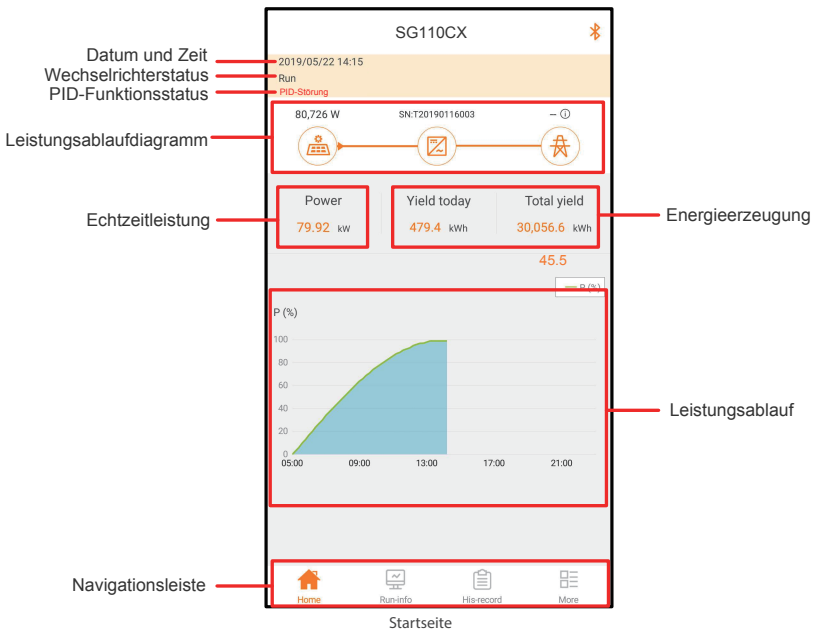 SG110CX
Datum und Zeit
2019/05/22 14:15
Wechselrichterstatus
Run
PID-Funktionsstatus
PID-Störung
80,726 W
SN:T20190116003
--
Leistungsablaufdiagramm
Power
Yield today
Total yield
Echtzeitleistung
79.92 kW
479.4 kWh
30,056.6 kWh
Energieerzeugung
45.5
P (%)
P (%)
100
80
60
40
20
0
05:00
09:00
13:00
17:00
21:00
Leistungsablauf
Navigationsleiste
Home
Run-info
His-record
More
Startseite